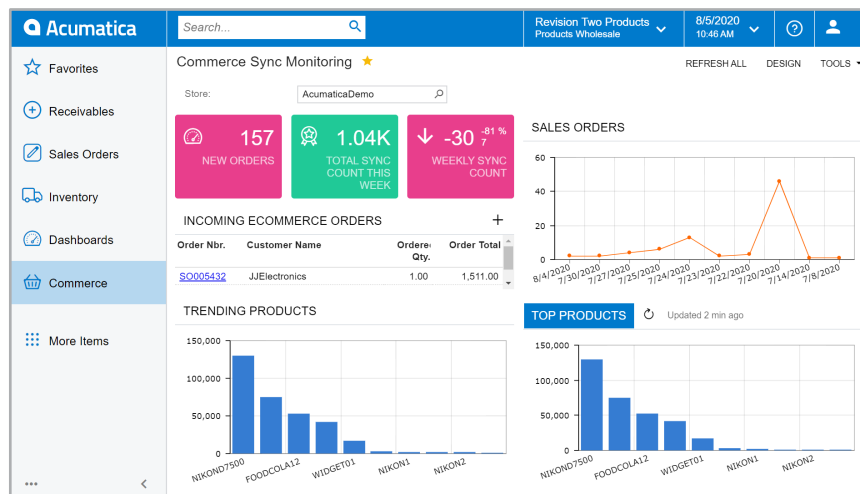 Acumatica
Search...
Revision Two Products
Products Wholesale
8/5/2020
10:46 AM
Favorites
Receivables
Sales Orders
Inventory
Dashboards
Commerce
More Items
Commerce Sync Monitoring
REFRESH ALL DESIGN TOOLS
Store: AcumaticaDemo
157
NEW ORDERS
1.04K
TOTAL SYNC
COUNT THIS
WEEK
-30 -81 %
7
WEEKLY SYNC
COUNT
INCOMING ECOMMERCE ORDERS
Order Nbr. Customer Name Ordere Qty. Order Total
SO005432 JJElectronics 1.00 1,511.00
SALES ORDERS
60
40
20
0
8/4/2020 7/30/2020 7/27/2020 7/25/2020 7/24/2020 7/23/2020 7/22/2020 7/20/2020 7/14/2020 7/8/2020
TRENDING PRODUCTS
150,000
100,000
50,000
0
NIKOND7500 FOODCOLA12 WIDGET01 NIKON1 NIKON2
TOP PRODUCTS Updated 2 min ago
150,000
100,000
50,000
0
NIKOND7500 FOODCOLA12 WIDGET01 NIKON1 NIKON2